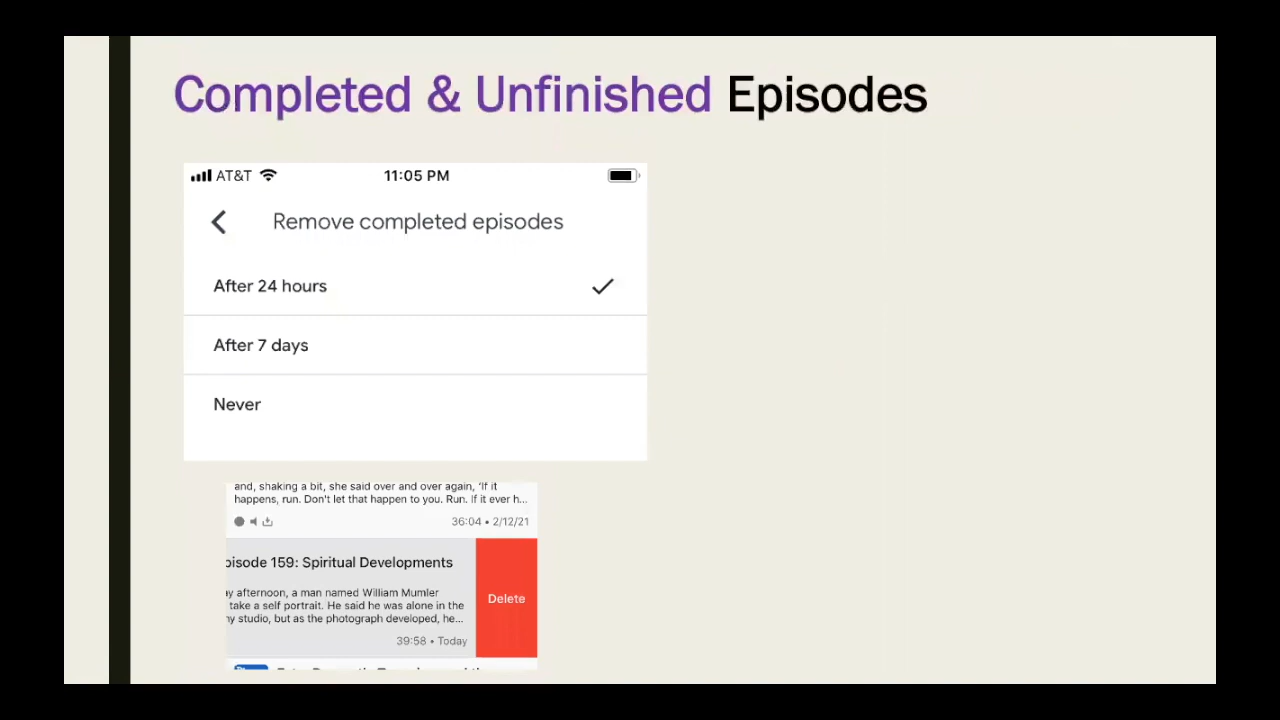 Completed & Unfinished Episodes
AT&T 11:05 PM
Remove completed episodes
After 24 hours
After 7 days
Never
and, shaking a bit, she said over and over again, 'If it
happens, run. Don't let that happen to you. Run. If it ever h...
36:04 • 2/12/21
pisode 159: Spiritual Developments
ay afternoon, a man named William Mumler
take a self portrait. He said he was alone in the
ny studio, but as the photograph developed, he...
Delete
39:58 • Today